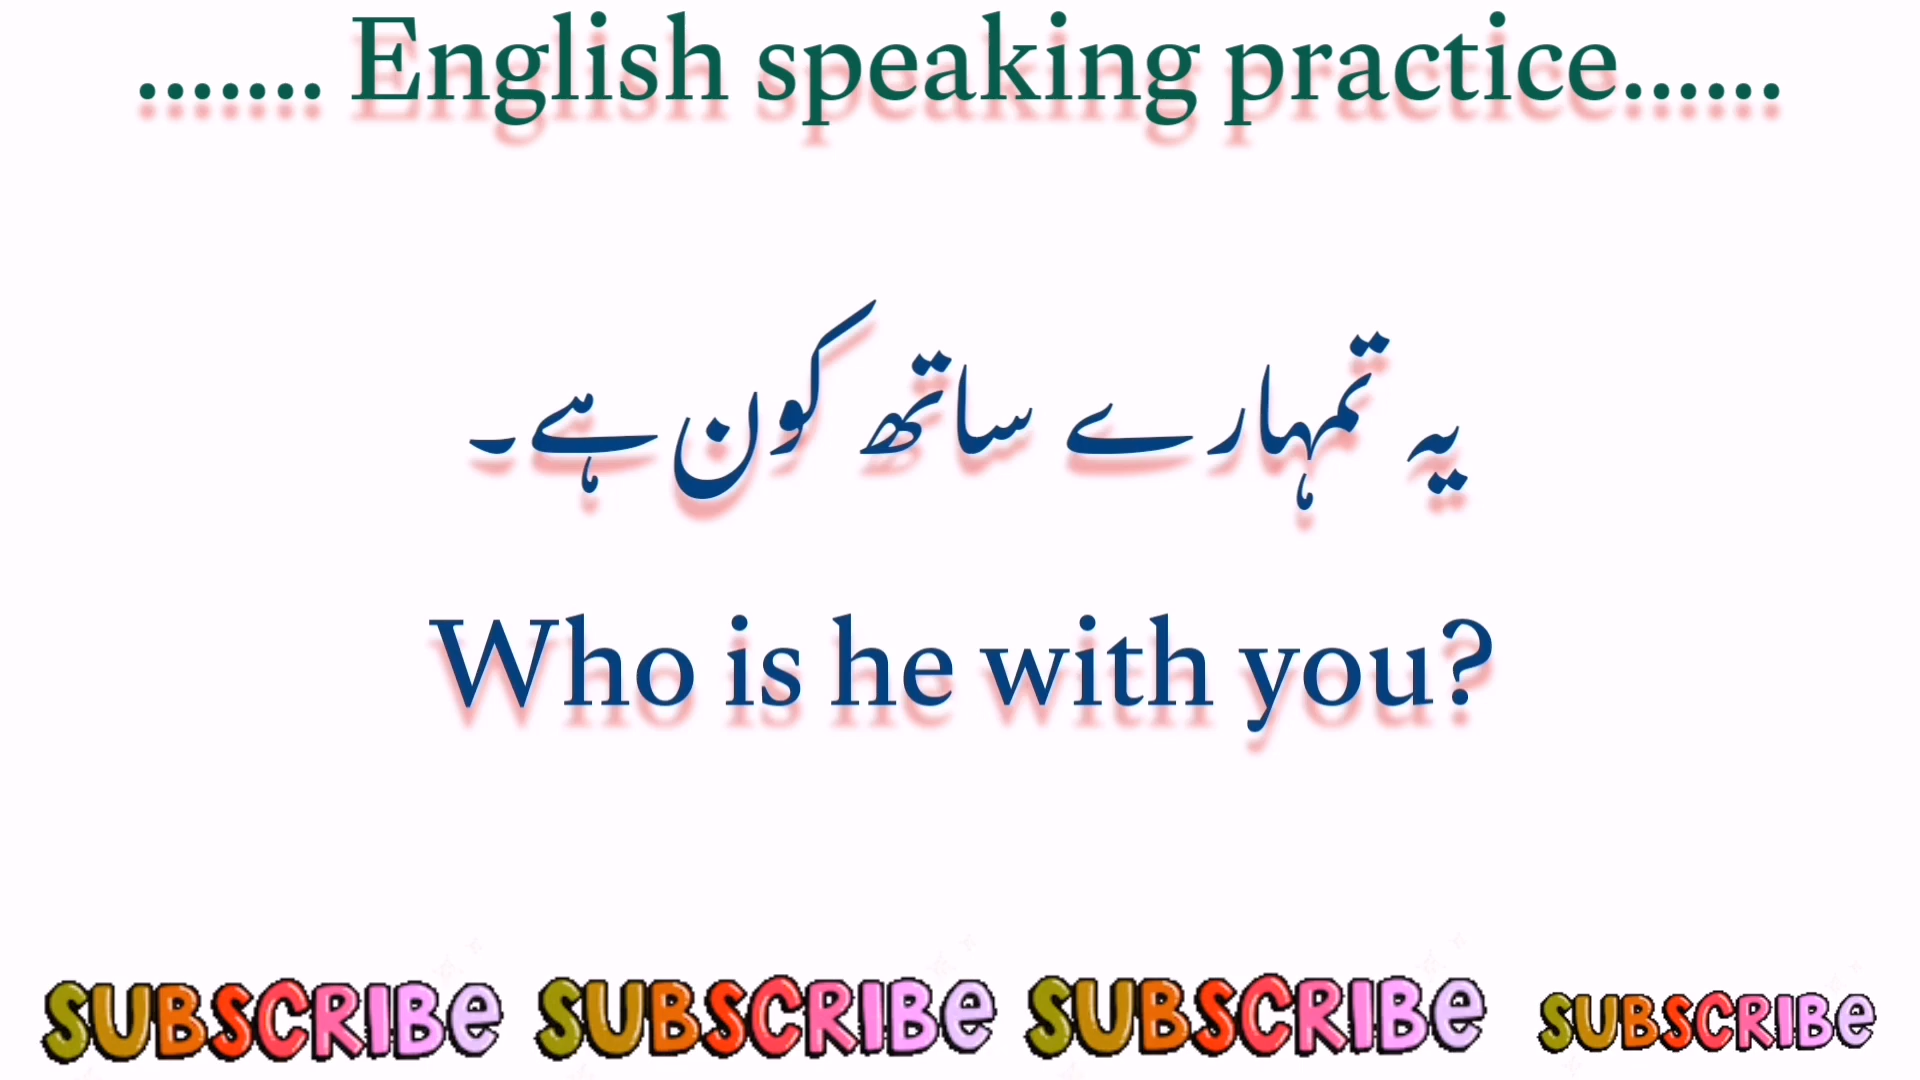 ....... English speaking practice......
یہ تمہارے ساتھ کون ہے۔
Who is he with you?
SUBSCRIBe SUBSCRIBe SUBSCRIBe SUBSCRIBe